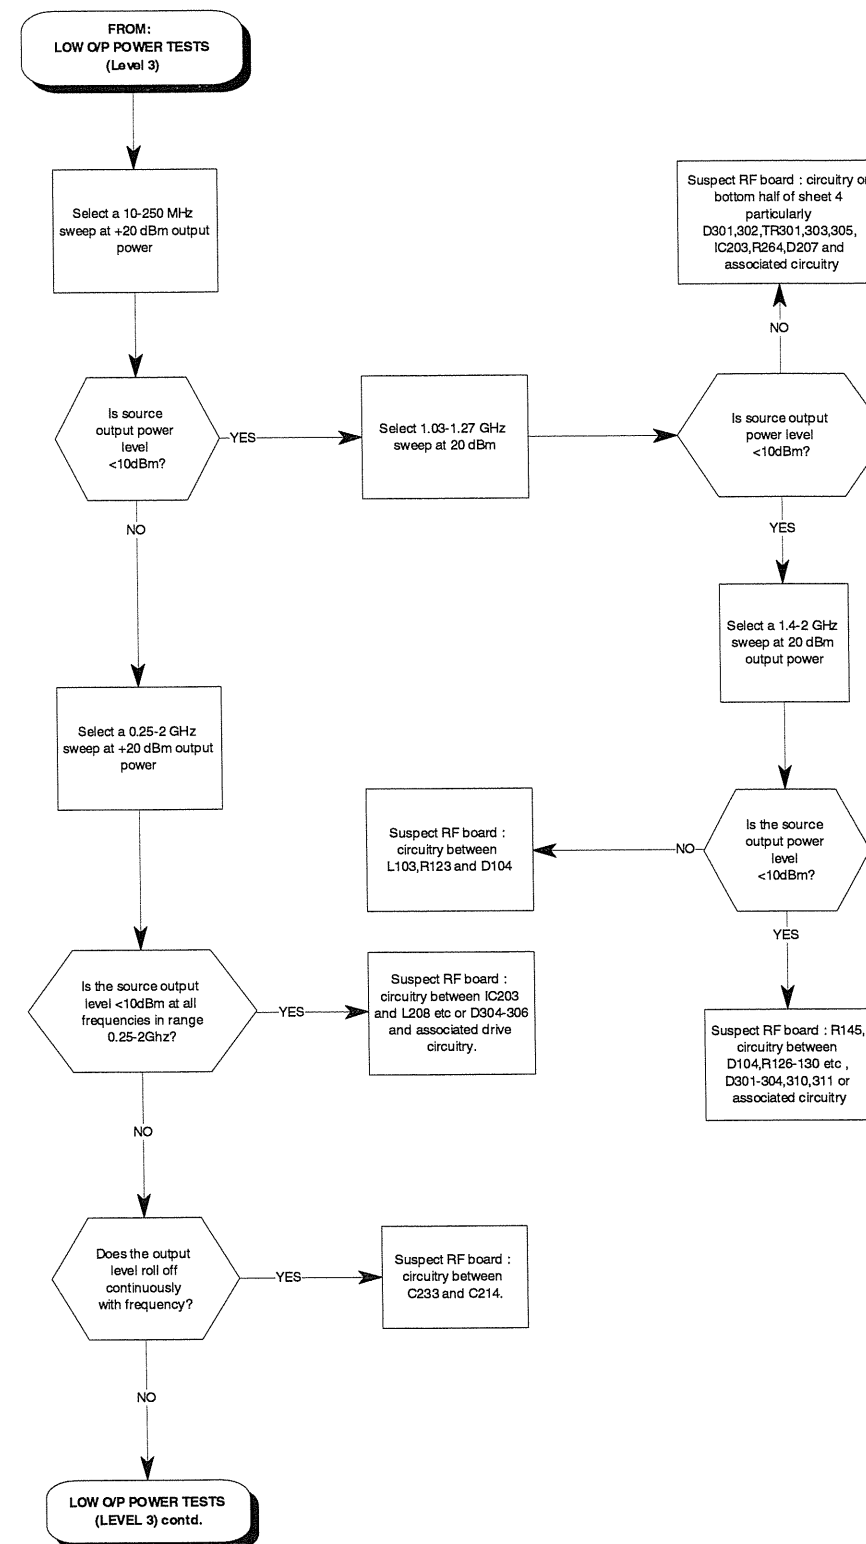 FROM:
LOW O/P POWER TESTS
(Level 3)
Select a 10-250 MHz
sweep at +20 dBm output
power
Is source
output power
level
<10dBm?
YES
Select 1.03-1.27 GHz
sweep at 20 dBm
Is source output
power level
<10dBm?
NO
Suspect RF board : circuitry on
bottom half of sheet 4
particularly
D301,302,TR301,303,305,
IC203,R264,D207 and
associated circuitry
YES
Select a 1.4-2 GHz
sweep at 20 dBm
output power
Is the source
output power
level
<10dBm?
NO
Suspect RF board :
circuitry between
L103,R123 and D104
YES
Suspect RF board : R145,
circuitry between
D104,R126-130 etc ,
D301-304,310,311 or
associated circuitry
NO
Select a 0.25-2 GHz
sweep at +20 dBm output
power
Is the source output
level <10dBm at all
frequencies in range
0.25-2Ghz?
YES
Suspect RF board :
circuitry between IC203
and L208 etc or D304-306
and associated drive
circuitry.
NO
Does the output
level roll off
continuously
with frequency?
YES
Suspect RF board :
circuitry between
C233 and C214.
NO
LOW O/P POWER TESTS
(LEVEL 3) contd.